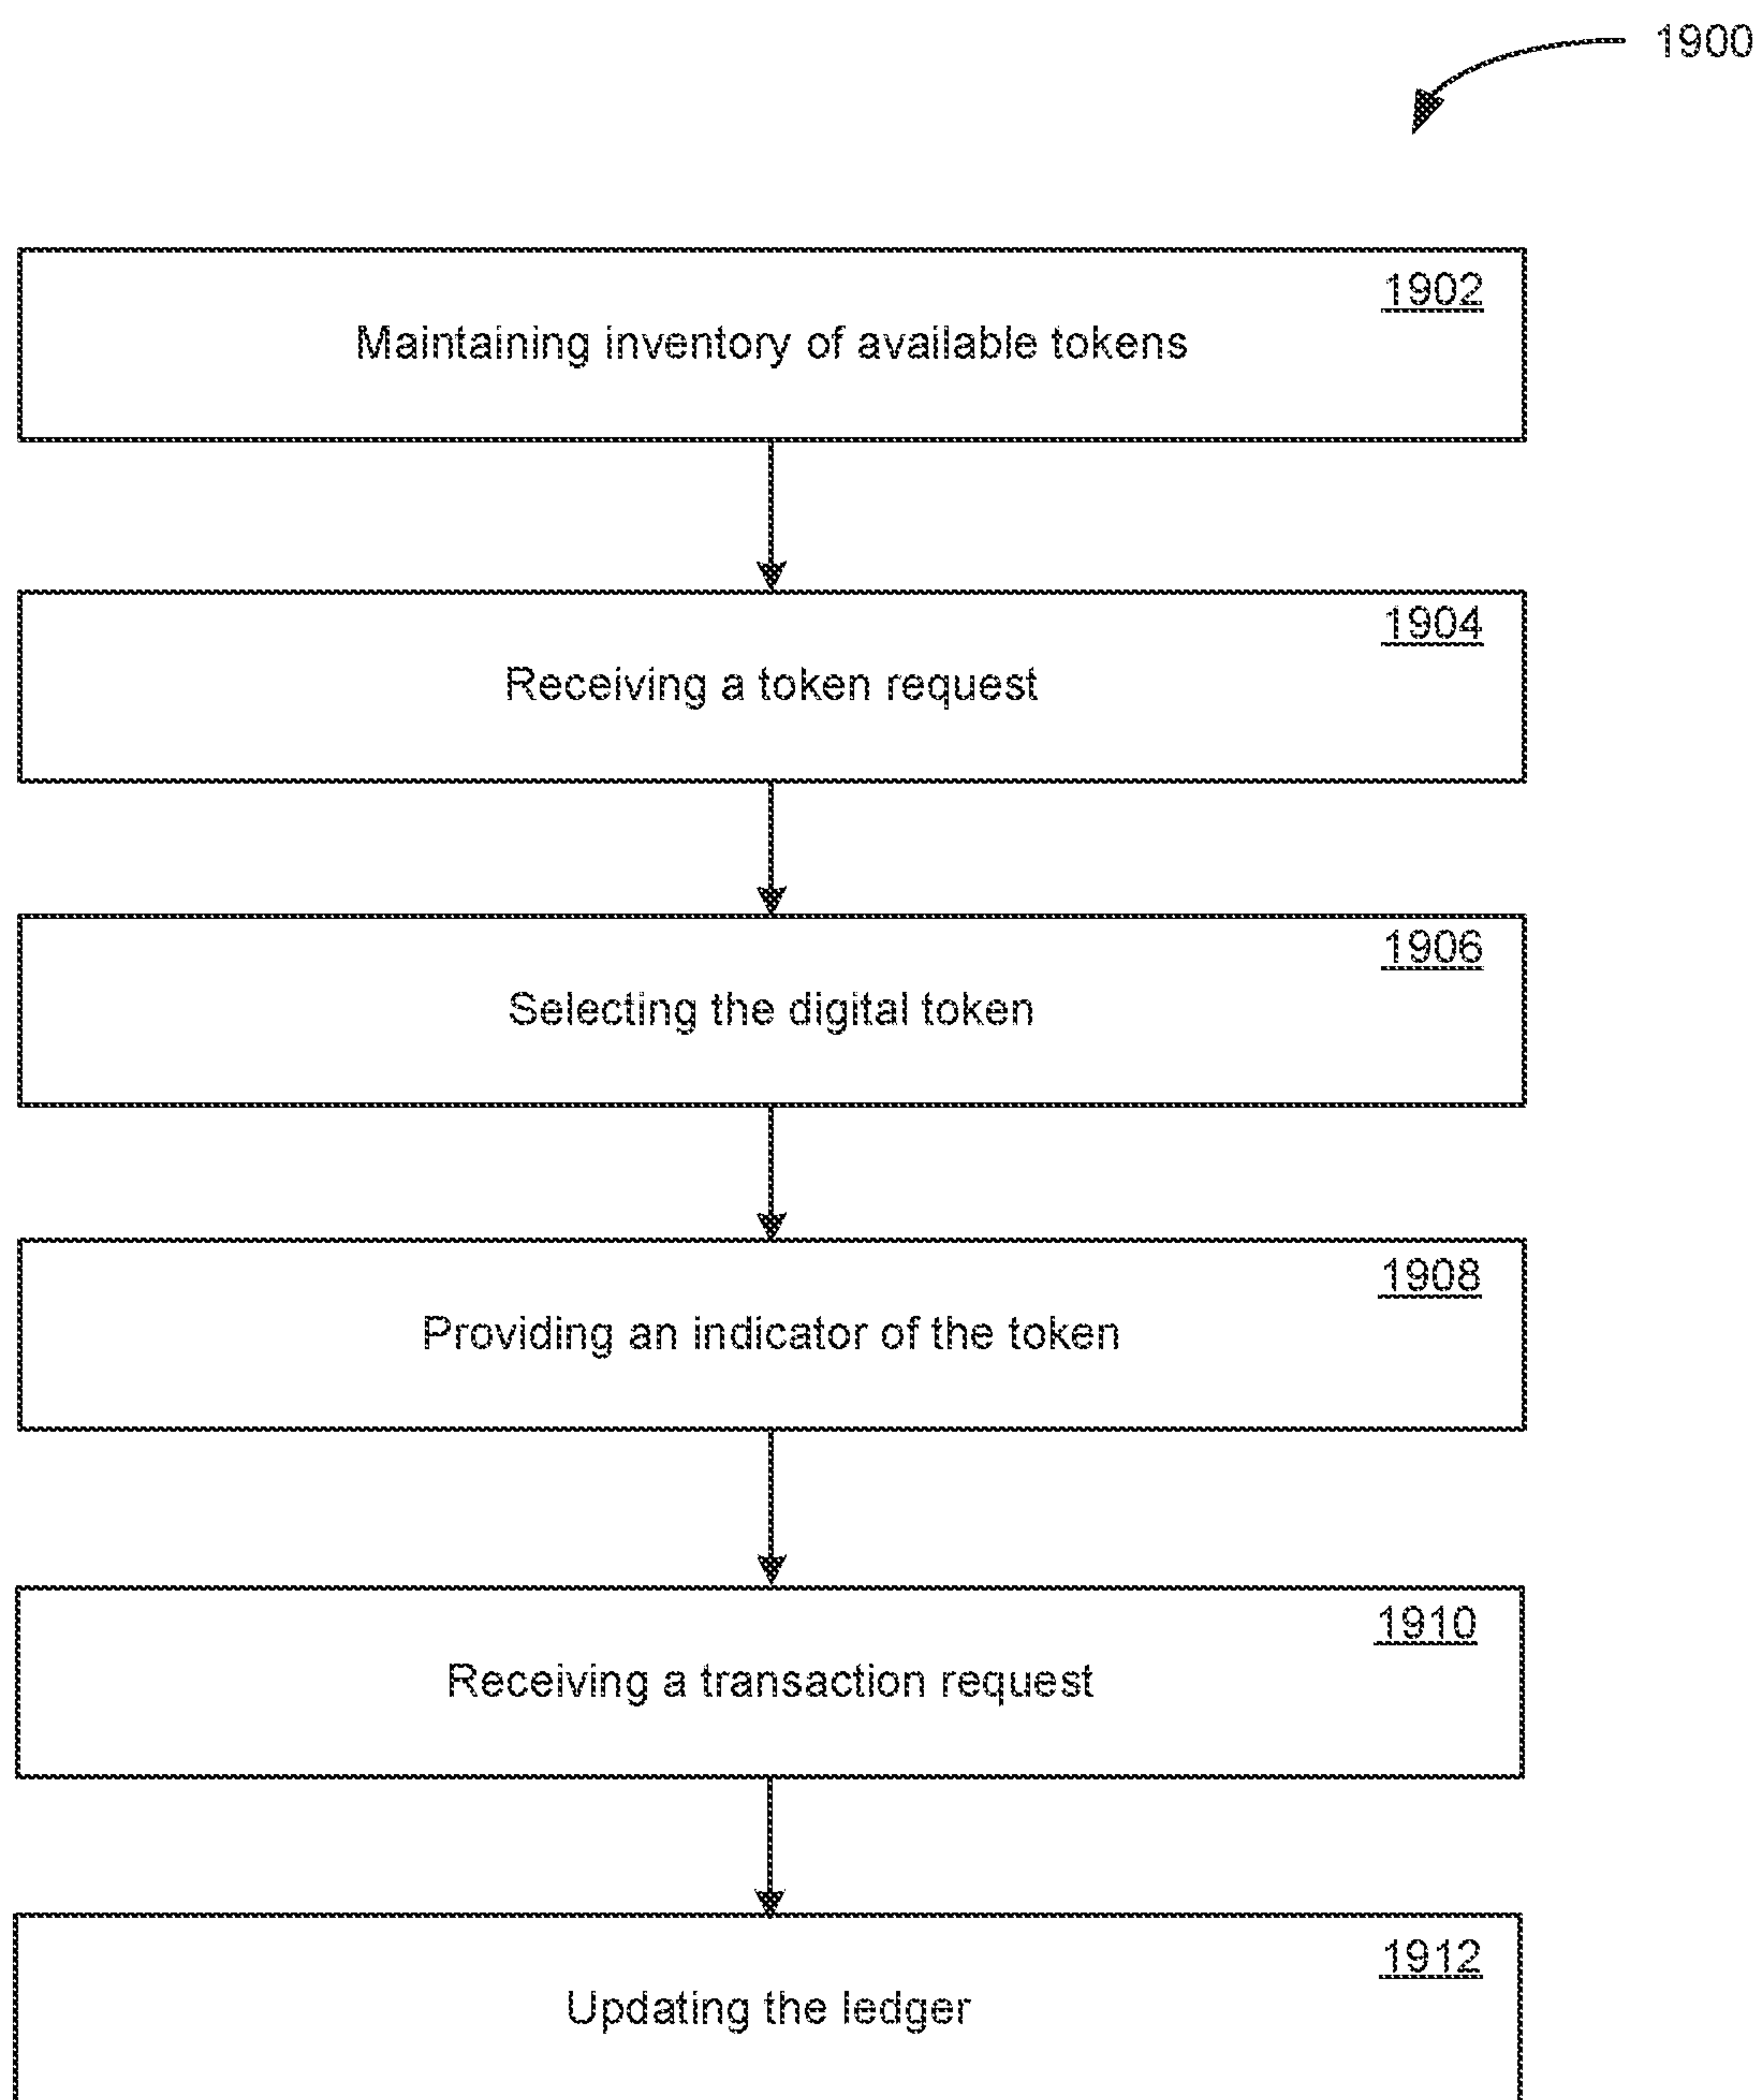 1900
1902
Maintaining inventory of available tokens
1904
Receiving a token request
1906
Selecting the digital token
1908
Providing an indicator of the token
1910
Receiving a transaction request
1912
Updating the ledger